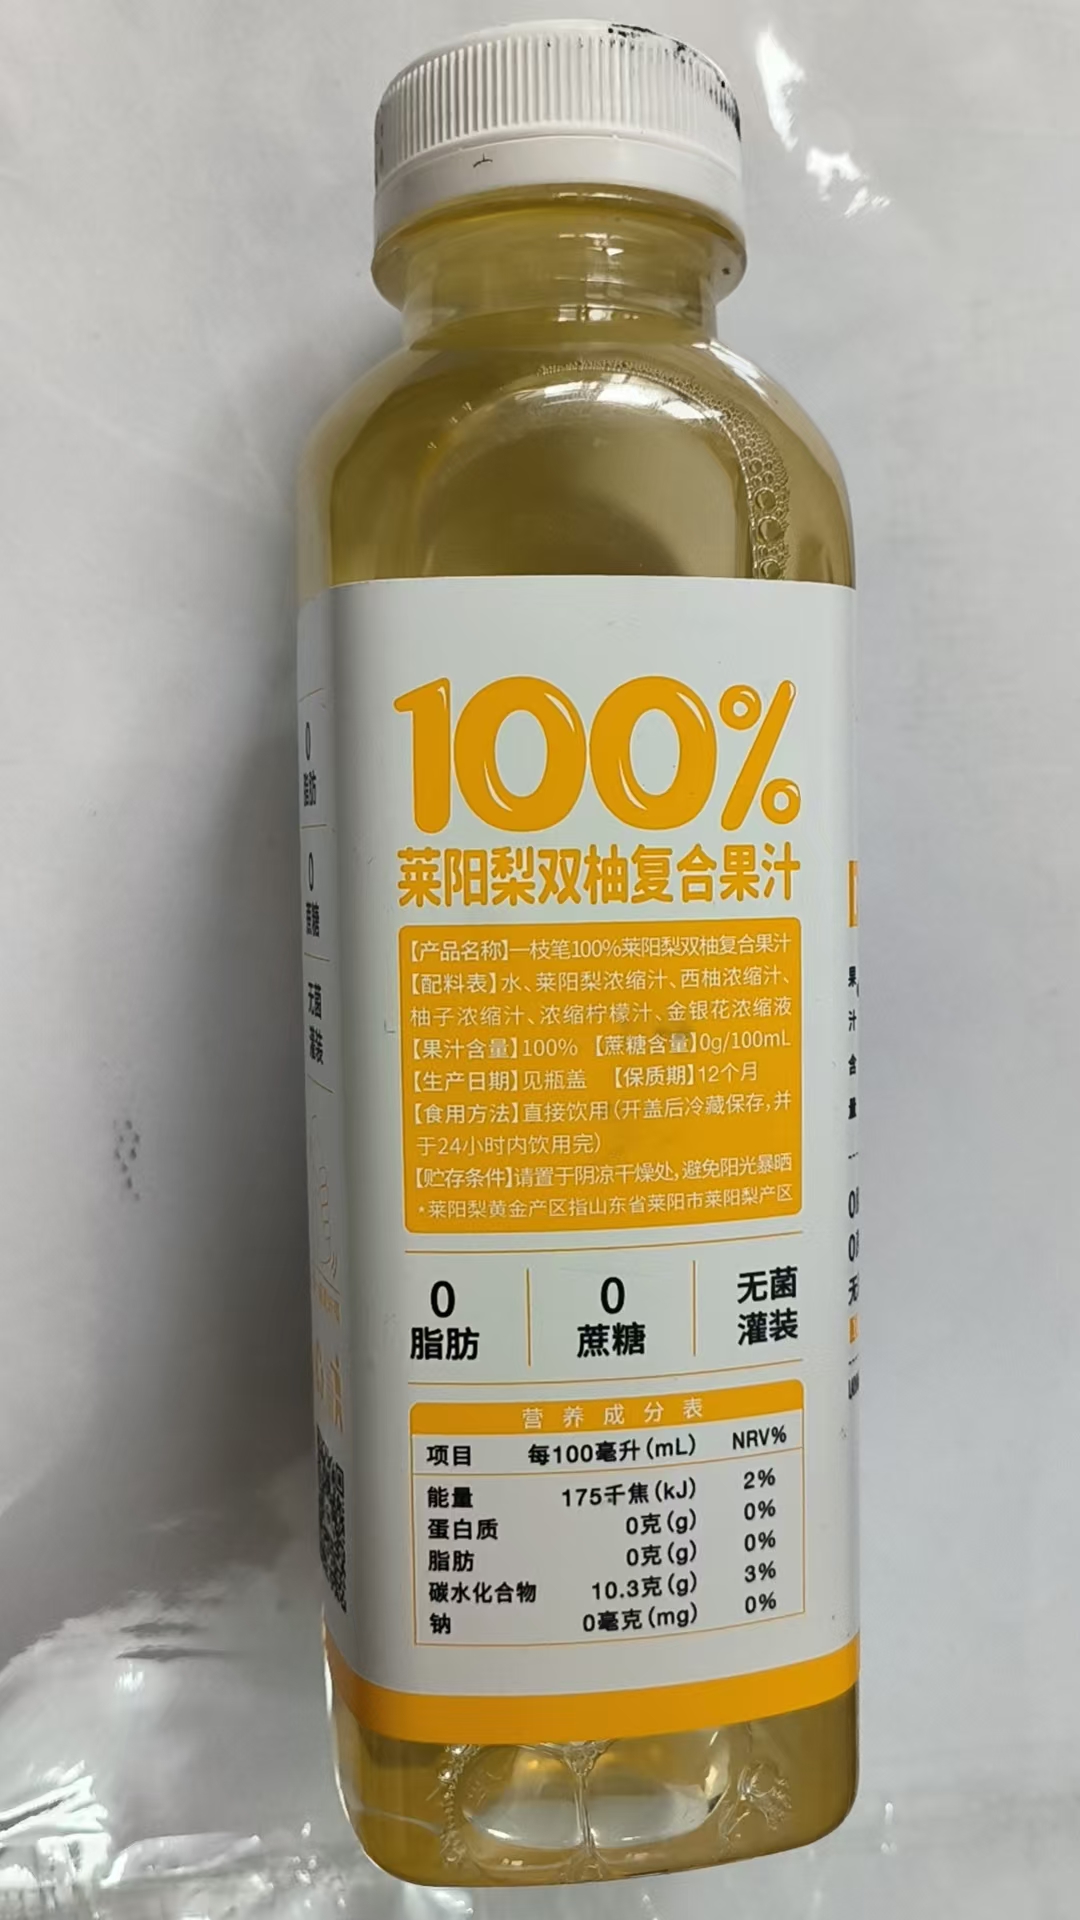 100%
莱阳梨双柚复合果汁
【产品名称】一枝笔100%莱阳梨双柚复合果汁
【配料表】水、莱阳梨浓缩汁、西柚浓缩汁、
柚子浓缩汁、浓缩柠檬汁、金银花浓缩液
【果汁含量】100% 【蔗糖含量】0g/100mL
【生产日期】见瓶盖 【保质期】12个月
【食用方法】直接饮用(开盖后冷藏保存,并
于24小时内饮用完)
【贮存条件】请置于阴凉干燥处,避免阳光暴晒
*莱阳梨黄金产区指山东省莱阳市莱阳梨产区
0
脂肪
0
蔗糖
无菌
灌装
营养成分表
项目 每100毫升(mL) NRV%
能量 175千焦(kJ) 2%
蛋白质 0克(g) 0%
脂肪 0克(g) 0%
碳水化合物 10.3克(g) 3%
钠 0毫克(mg) 0%
0
脂肪
0
蔗糖
无菌
灌装
果
汁
含
量